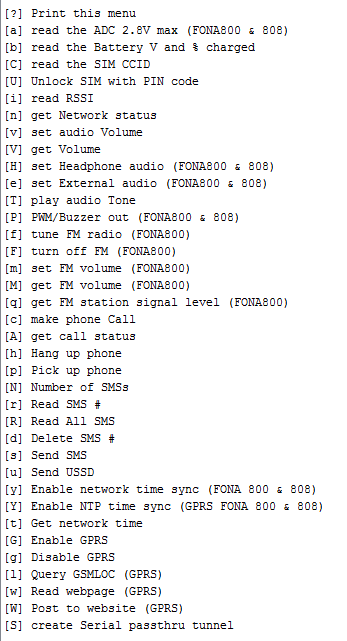 [?] Print this menu
[a] read the ADC 2.8V max (FONA800 & 808)
[b] read the Battery V and % charged
[C] read the SIM CCID
[U] Unlock SIM with PIN code
[i] read RSSI
[n] get Network status
[v] set audio Volume
[V] get Volume
[H] set Headphone audio (FONA800 & 808)
[e] set External audio (FONA800 & 808)
[T] play audio Tone
[P] PWM/Buzzer out (FONA800 & 808)
[f] tune FM radio (FONA800)
[F] turn off FM (FONA800)
[m] set FM volume (FONA800)
[M] get FM volume (FONA800)
[q] get FM station signal level (FONA800)
[c] make phone Call
[A] get call status
[h] Hang up phone
[p] Pick up phone
[N] Number of SMSs
[r] Read SMS #
[R] Read All SMS
[d] Delete SMS #
[s] Send SMS
[u] Send USSD
[y] Enable network time sync (FONA 800 & 808)
[Y] Enable NTP time sync (GPRS FONA 800 & 808)
[t] Get network time
[G] Enable GPRS
[g] Disable GPRS
[l] Query GSMLOC (GPRS)
[w] Read webpage (GPRS)
[W] Post to website (GPRS)
[S] create Serial passthru tunnel